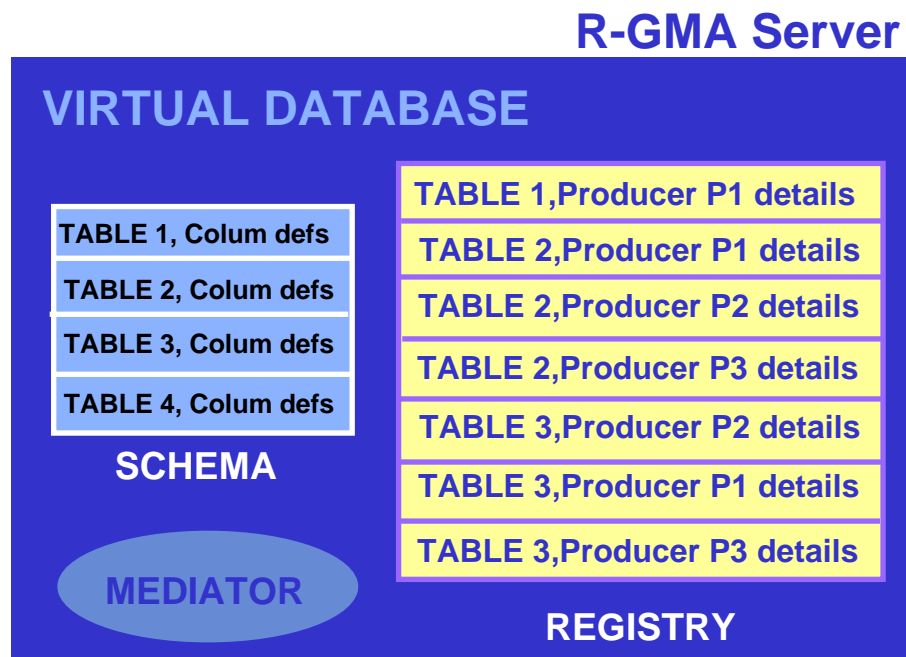 R-GMA Server
VIRTUAL DATABASE
TABLE 1, Colum defs
TABLE 2, Colum defs
TABLE 3, Colum defs
TABLE 4, Colum defs
SCHEMA
MEDIATOR
TABLE 1,Producer P1 details
TABLE 2,Producer P1 details
TABLE 2,Producer P2 details
TABLE 2,Producer P3 details
TABLE 3,Producer P2 details
TABLE 3,Producer P1 details
TABLE 3,Producer P3 details
REGISTRY